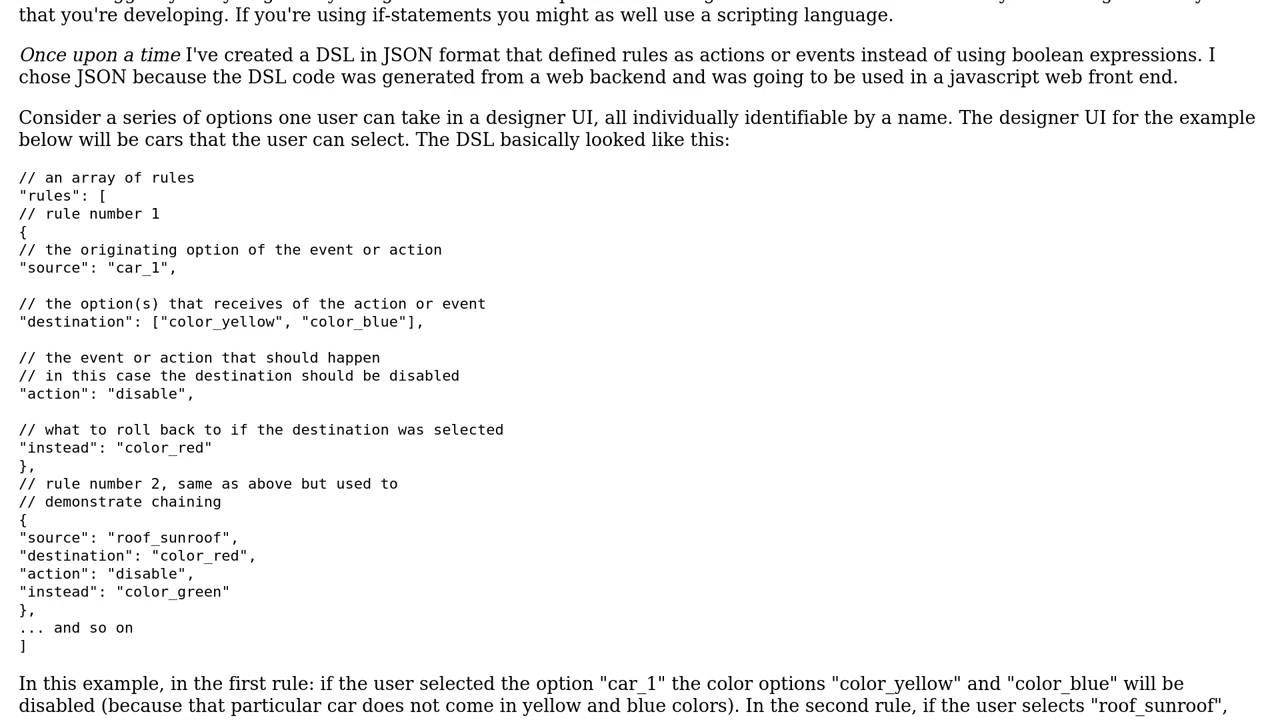 that you're developing. If you're using if-statements you might as well use a scripting language.
Once upon a time I've created a DSL in JSON format that defined rules as actions or events instead of using boolean expressions. I
chose JSON because the DSL code was generated from a web backend and was going to be used in a javascript web front end.
Consider a series of options one user can take in a designer UI, all individually identifiable by a name. The designer UI for the example
below will be cars that the user can select. The DSL basically looked like this:
// an array of rules
"rules": [
// rule number 1
{
// the originating option of the event or action
"source": "car_1",
// the option(s) that receives of the action or event
"destination": ["color_yellow", "color_blue"],
// the event or action that should happen
// in this case the destination should be disabled
"action": "disable",
// what to roll back to if the destination was selected
"instead": "color_red"
},
// rule number 2, same as above but used to
// demonstrate chaining
{
"source": "roof_sunroof",
"destination": "color_red",
"action": "disable",
"instead": "color_green"
},
... and so on
]
In this example, in the first rule: if the user selected the option "car_1" the color options "color_yellow" and "color_blue" will be
disabled (because that particular car does not come in yellow and blue colors). In the second rule, if the user selects "roof_sunroof",